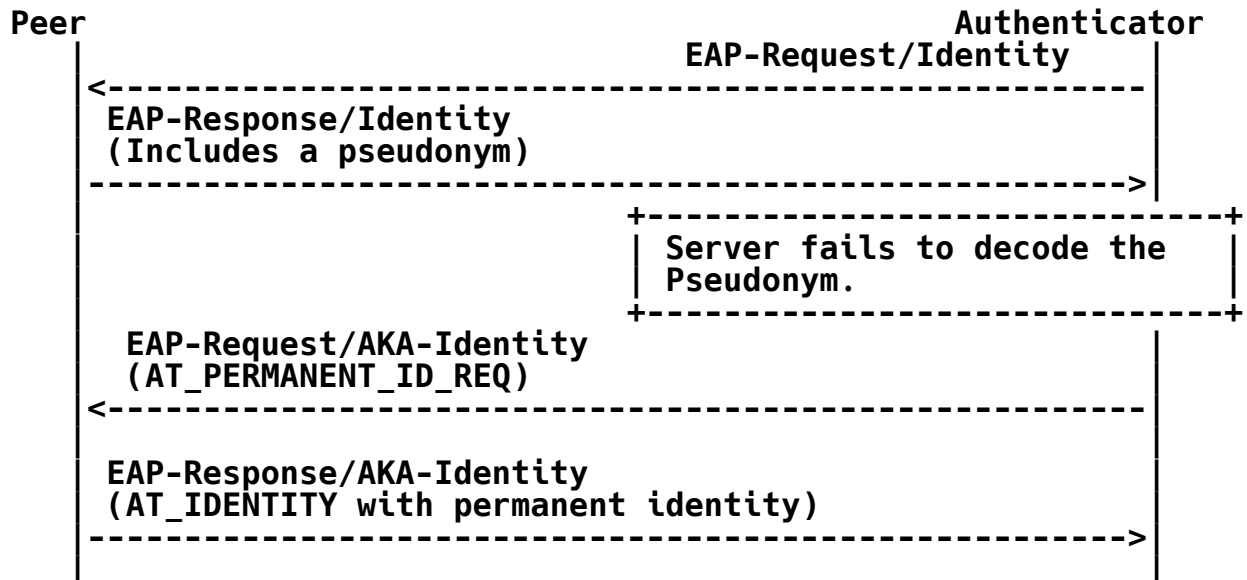 Peer Authenticator
EAP-Request/Identity
EAP-Response/Identity
(Includes a pseudonym)
Server fails to decode the
Pseudonym.
EAP-Request/AKA-Identity
(AT_PERMANENT_ID_REQ)
EAP-Response/AKA-Identity
(AT_IDENTITY with permanent identity)